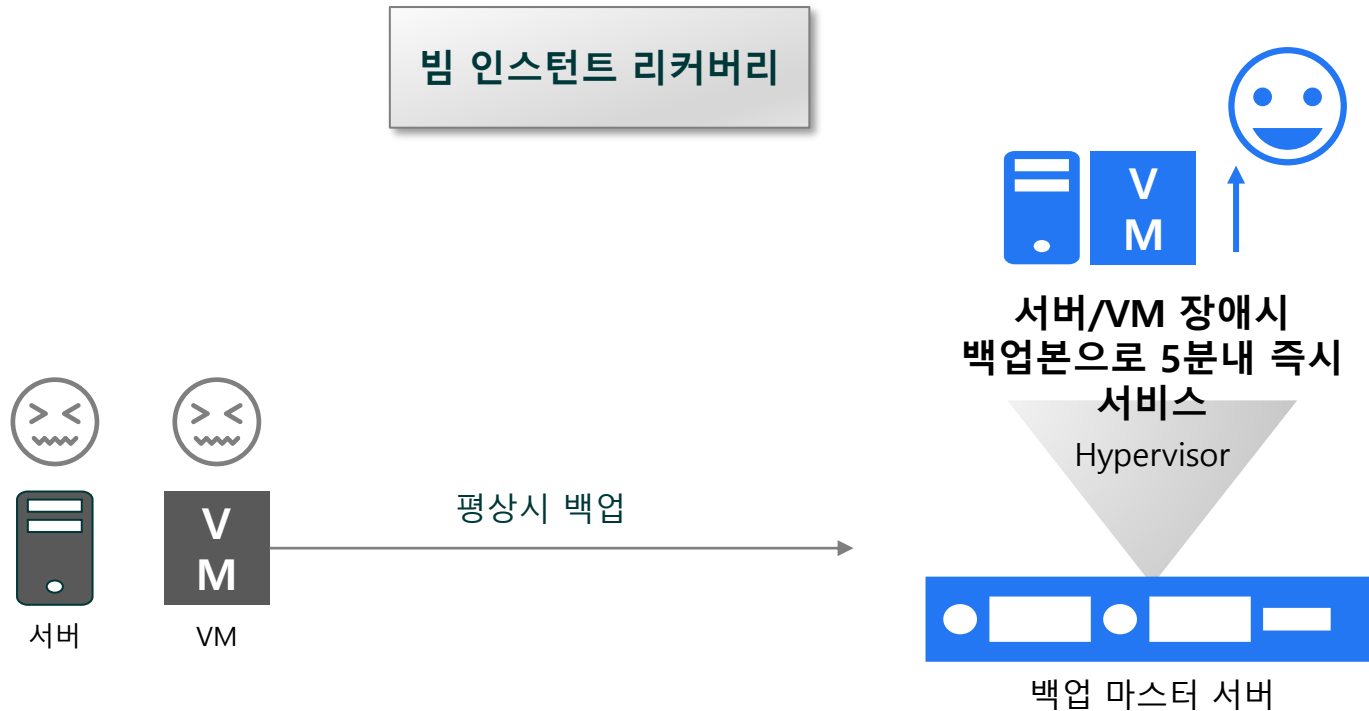 빔 인스턴트 리커버리
V
M
서버/VM 장애시
백업본으로 5분내 즉시
서비스
Hypervisor
평상시 백업
V
M
서버
VM
백업 마스터 서버